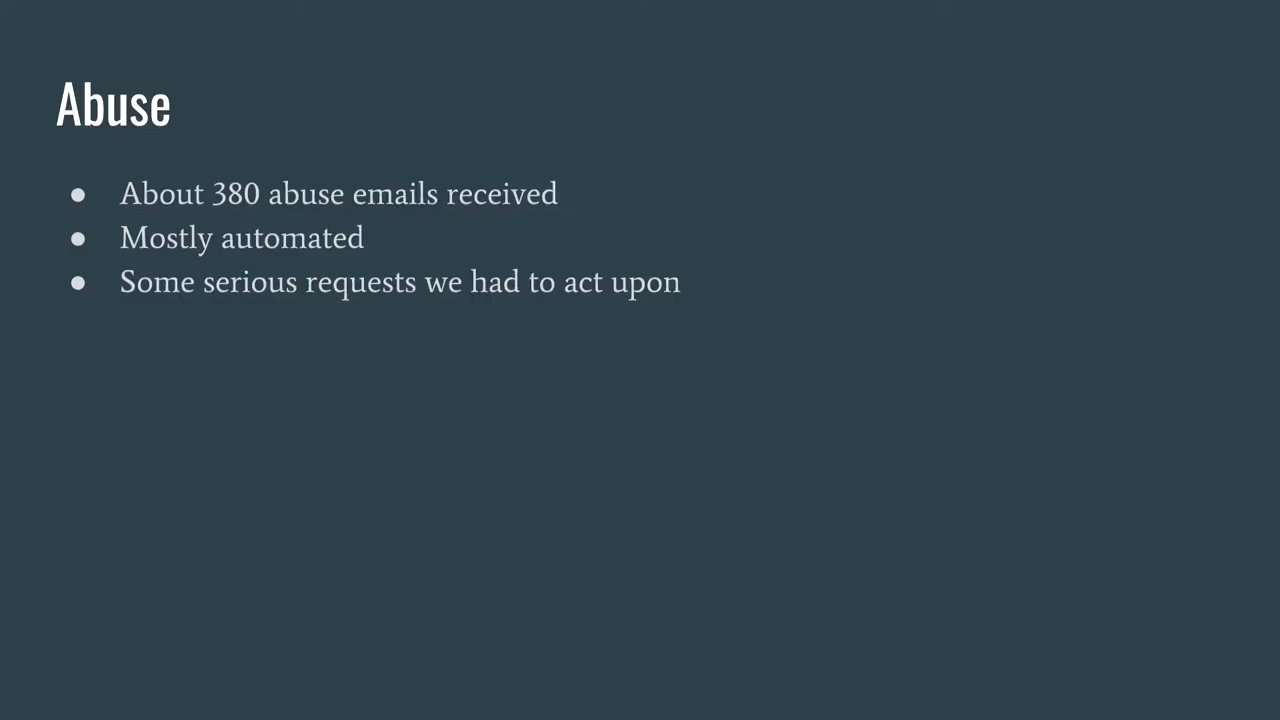 Abuse
● About 380 abuse emails received
● Mostly automated
● Some serious requests we had to act upon